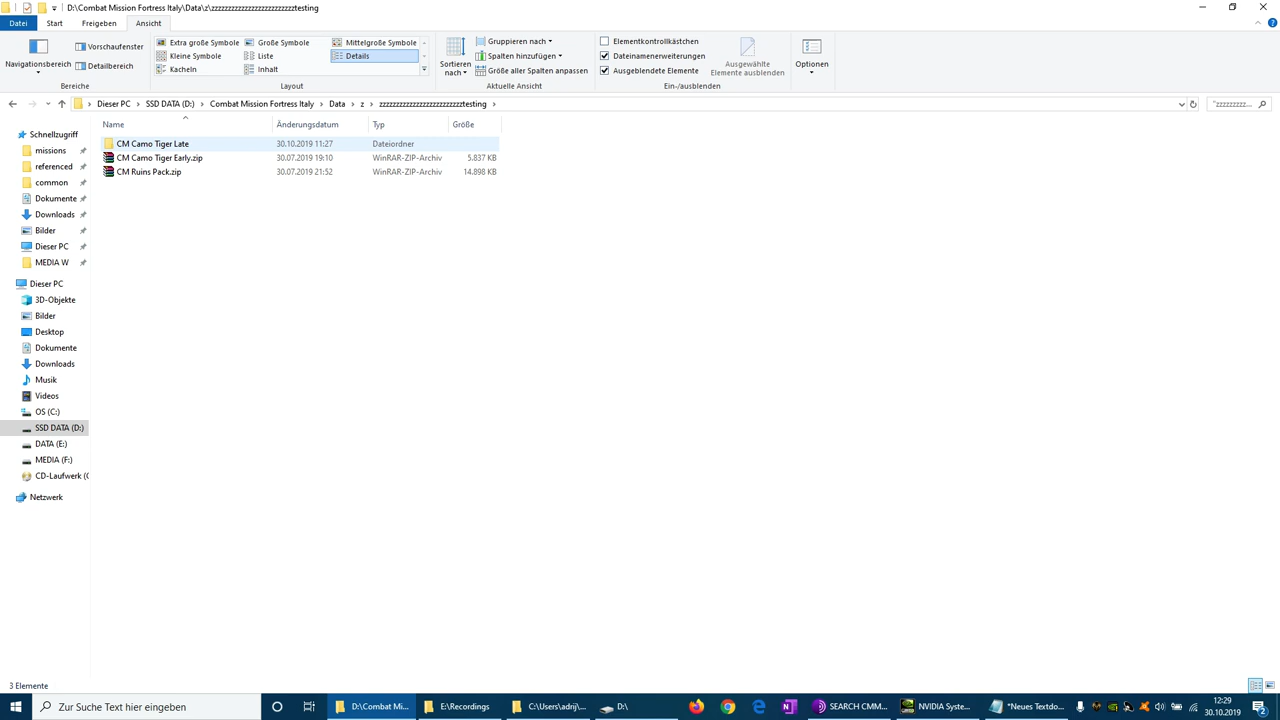 D:\Combat Mission Fortress Italy\Data\z\zzzzzzzzzzzzzzzzzzzzzzzzztesting
Datei Start Freigeben Ansicht
Navigationsbereich
Vorschaufenster
Detailbereich
Bereiche
Extra große Symbole Große Symbole Mittelgroße Symbole
Kleine Symbole Liste Details
Kacheln Inhalt
Layout
Sortieren nach
Gruppieren nach
Spalten hinzufügen
Größe aller Spalten anpassen
Aktuelle Ansicht
Elementkontrollkästchen
Dateinamenerweiterungen
Ausgeblendete Elemente
Ausgewählte
Elemente ausblenden
Ein-/ausblenden
Optionen
Dieser PC SSD DATA (D:) Combat Mission Fortress Italy Data z zzzzzzzzzzzzzzzzzzzzzzzzztesting
"zzzzzzzzz...
Name Änderungsdatum Typ Größe
CM Camo Tiger Late 30.10.2019 11:27 Dateiordner
CM Camo Tiger Early.zip 30.07.2019 19:10 WinRAR-ZIP-Archiv 5.837 KB
CM Ruins Pack.zip 30.07.2019 21:52 WinRAR-ZIP-Archiv 14.898 KB
Schnellzugriff
missions
referenced
common
Dokumente
Downloads
Bilder
Dieser PC
MEDIA W
Dieser PC
3D-Objekte
Bilder
Desktop
Dokumente
Downloads
Musik
Videos
OS (C:)
SSD DATA (D:)
DATA (E:)
MEDIA (F:)
CD-Laufwerk (
Netzwerk
3 Elemente
Zur Suche Text hier eingeben
D:\Combat Mi...
E:\Recordings
C:\Users\adrij\...
D:\
SEARCH CMM...
NVIDIA Syste...
*Neues Textdo...
12:29
30.10.2019
2